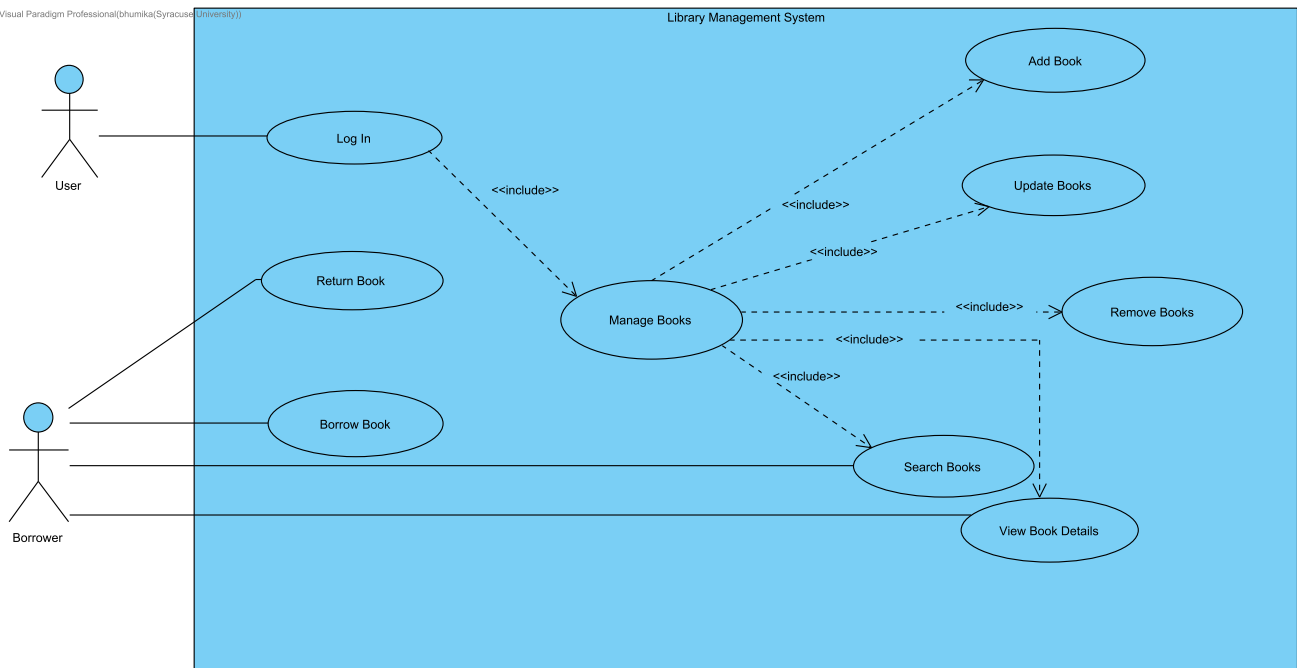 Visual Paradigm Professional(bhumika(Syracuse University))
Library Management System
Add Book
Log In
User
<<include>>
Update Books
<<include>>
<<include>>
Return Book
Manage Books
<<include>>
Remove Books
<<include>>
<<include>>
Borrow Book
Search Books
View Book Details
Borrower